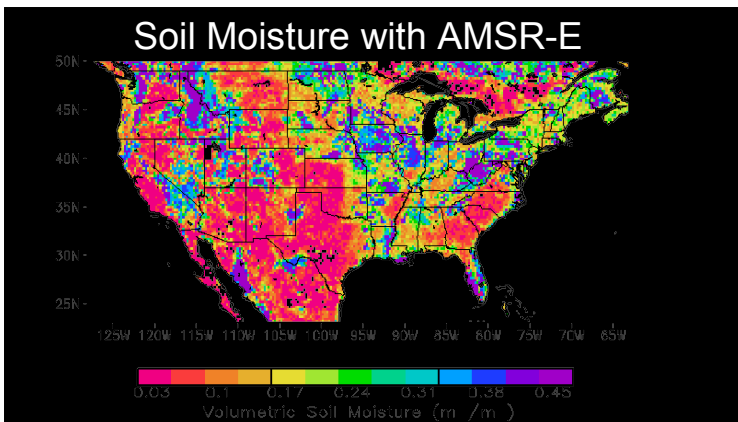 Soil Moisture with AMSR-E
50N
45N
40N
35N
30N
25N
125W 120W 115W 110W 105W 100W 95W 90W 85W 80W 75W 70W 65W
0.03 0.1 0.17 0.24 0.31 0.38 0.45
Volumetric Soil Moisture (m /m )